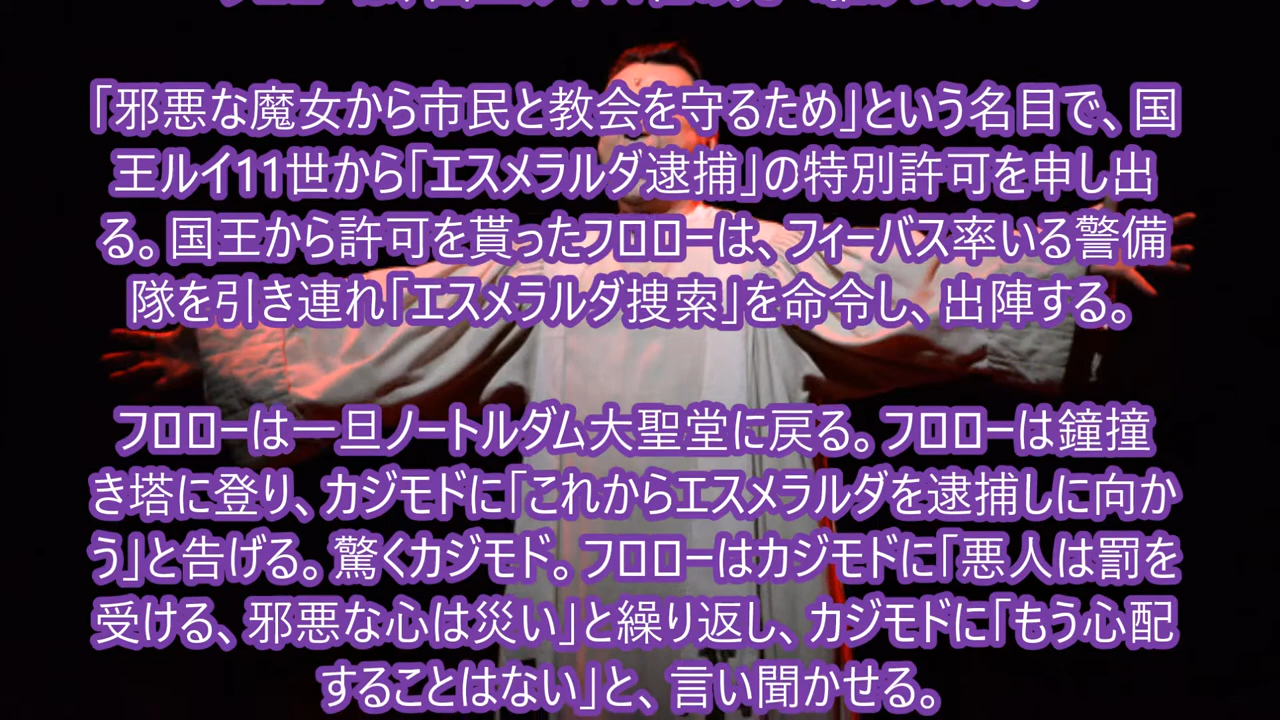 「邪悪な魔女から市民と教会を守るため」という名目で、国
王ルイ11世から「エスメラルダ逮捕」の特別許可を申し出
る。国王から許可を貰ったフロローは、フィーバス率いる警備
隊を引き連れ「エスメラルダ捜索」を命令し、出陣する。
フロローは一旦ノートルダム大聖堂に戻る。フロローは鐘撞
き塔に登り、カジモドに「これからエスメラルダを逮捕しに向か
う」と告げる。驚くカジモド。フロローはカジモドに「悪人は罰を
受ける、邪悪な心は災い」と繰り返し、カジモドに「もう心配
することはない」と、言い聞かせる。